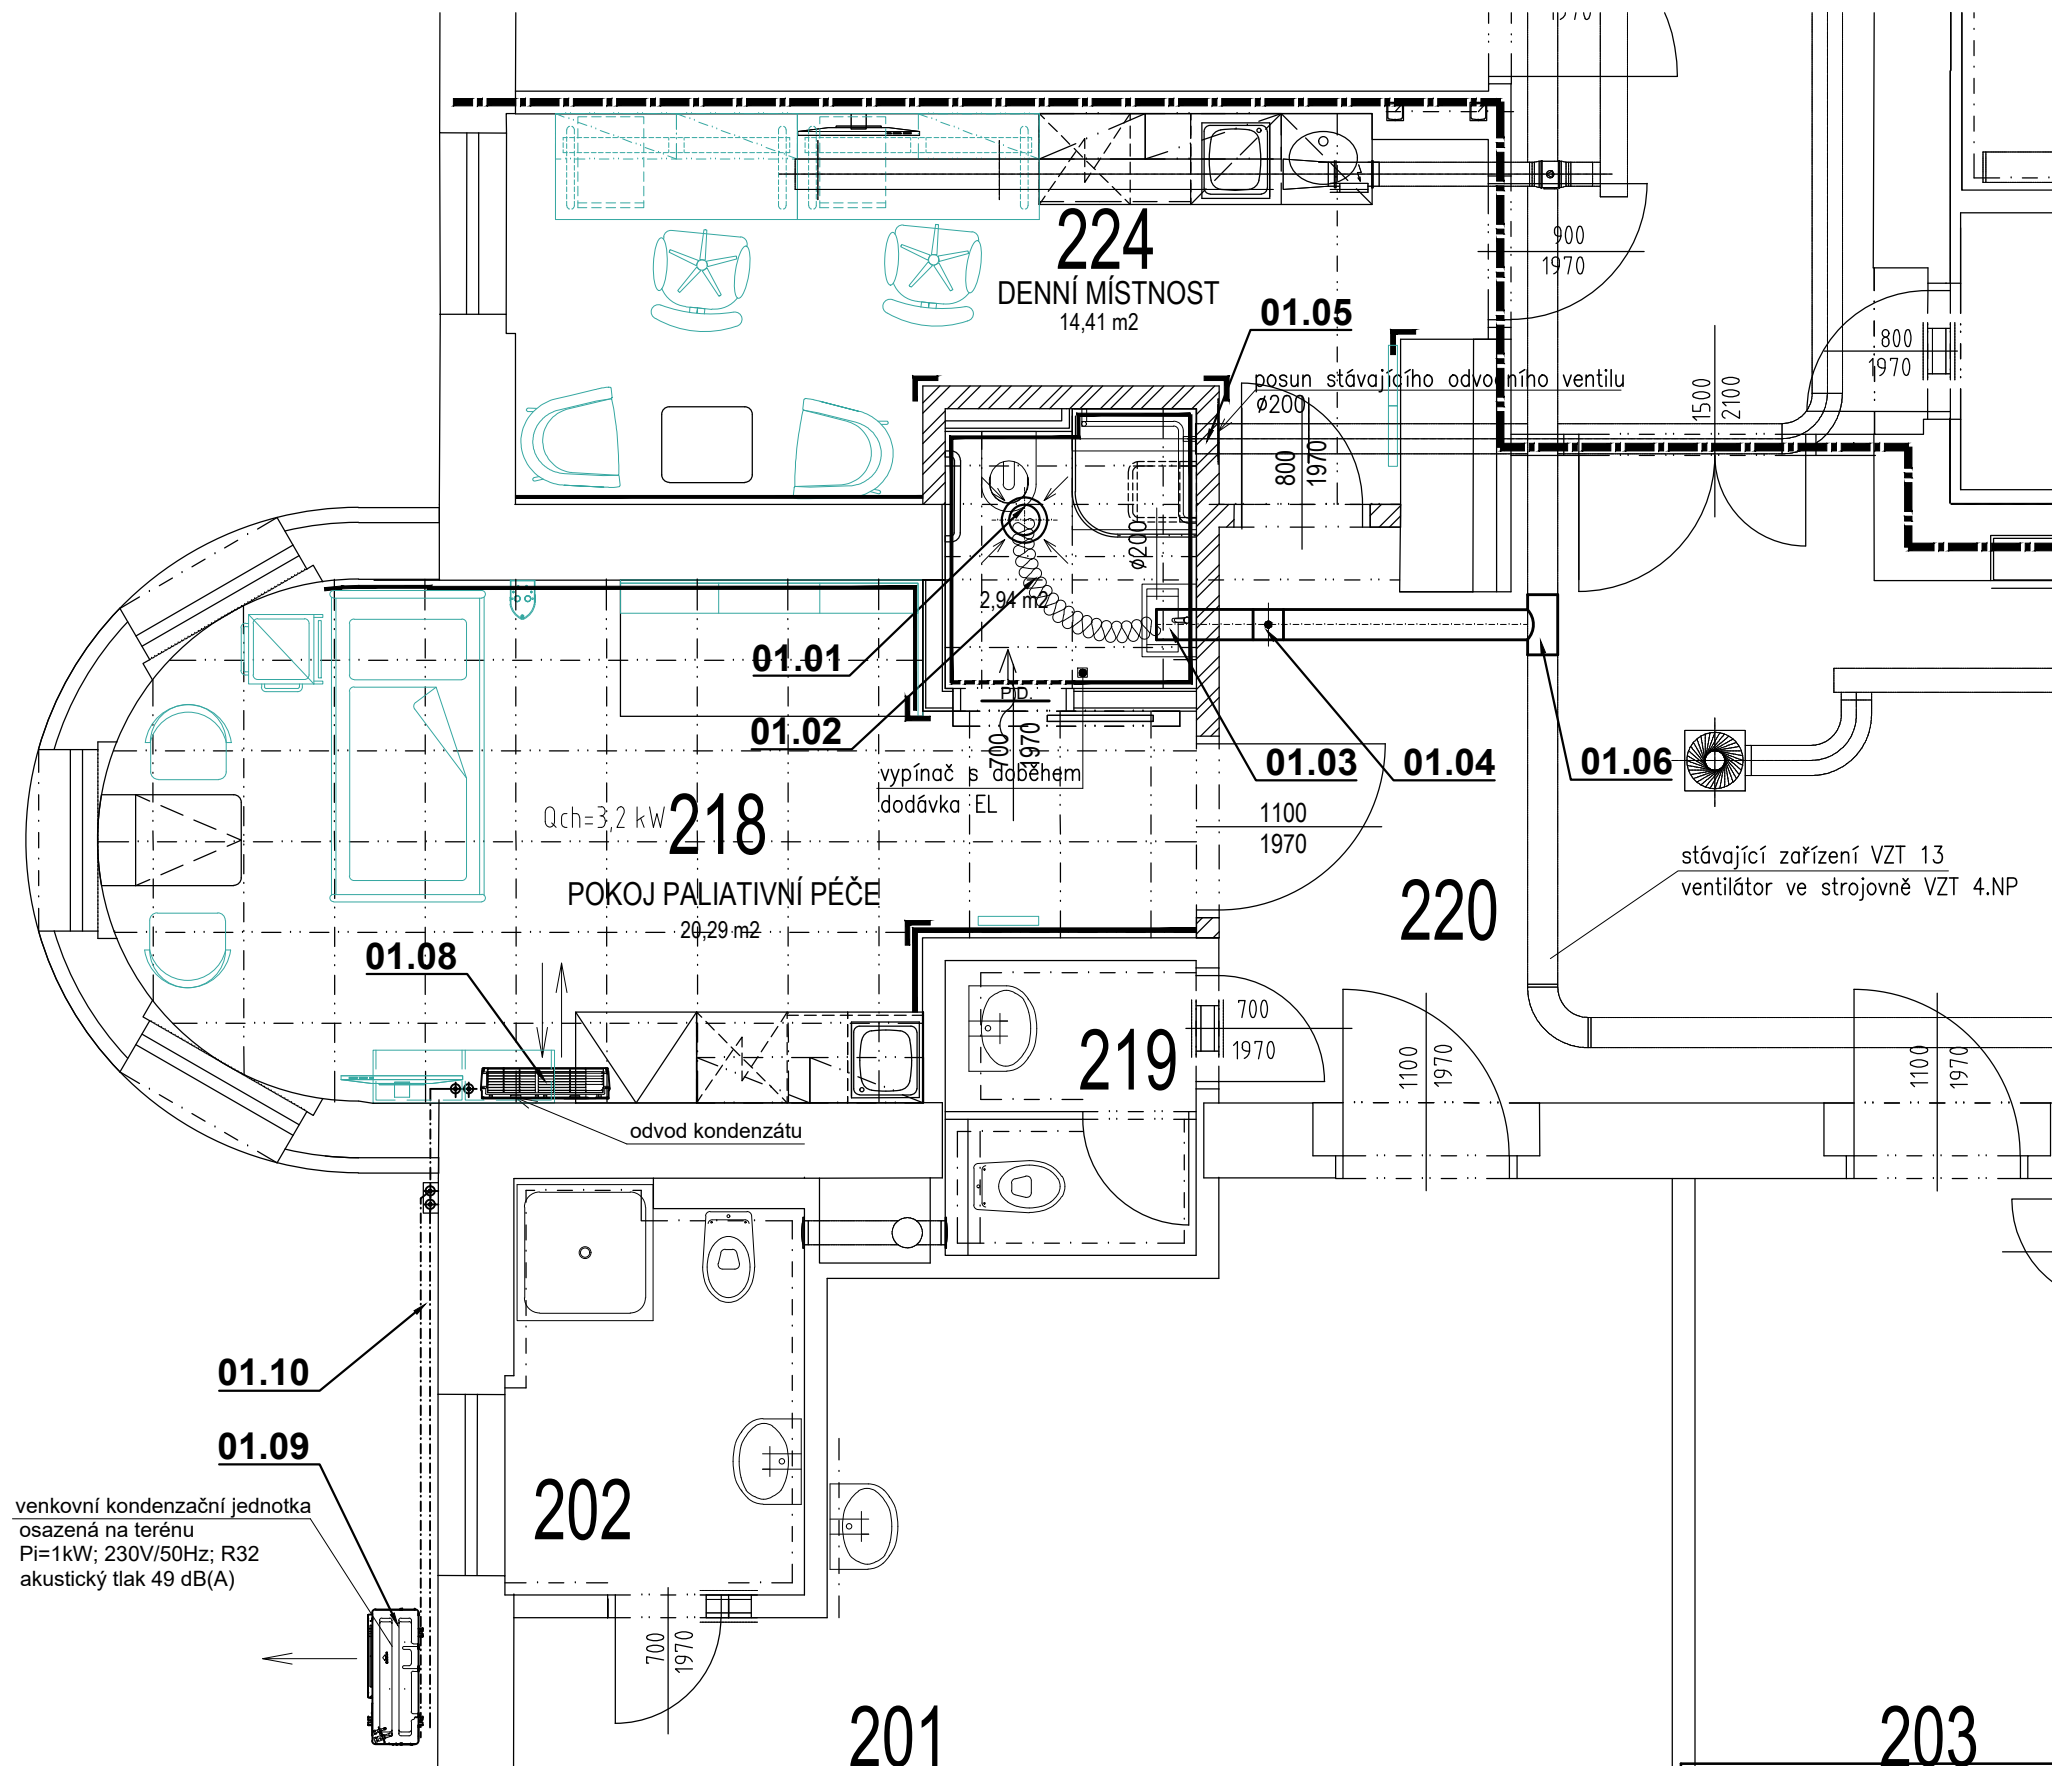 1970
224
DENNÍ MÍSTNOST
14,41 m2
900
1970
01.05
800
1970
posun stávajícího odvodního ventilu
ø200
1500
2100
800
1970
ø200
2,94 m2
01.01
01.02
P.D.
700
1970
01.03
01.04
01.06
vypínač s doběhem
dodávka EL
Qch=3,2 kW
218
1100
1970
POKOJ PALIATIVNÍ PÉČE
20,29 m2
stávající zařízení VZT 13
ventilátor ve strojovně VZT 4.NP
220
01.08
700
1970
219
1100
1970
1100
1970
odvod kondenzátu
01.10
01.09
venkovní kondenzační jednotka
osazená na terénu
Pi=1kW; 230V/50Hz; R32
akustický tlak 49 dB(A)
202
700
1970
201
203